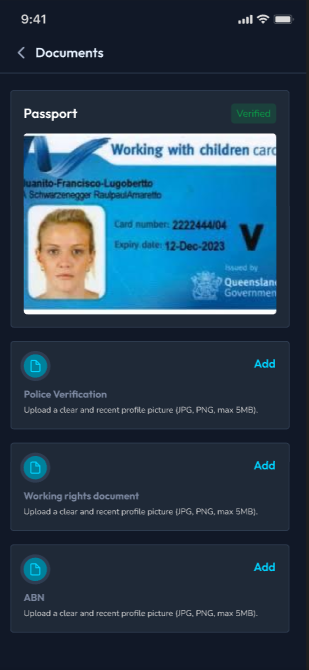 9:41
Documents
Passport
Verified
Working with children card
Juanito-Francisco-Lugobertto
Schwarzenegger RaulpaulAmaretto
Card number: 2222444/04
Expiry date: 12-Dec-2023
V
Issued by
Queensland
Government
Add
Police Verification
Upload a clear and recent profile picture (JPG, PNG, max 5MB).
Add
Working rights document
Upload a clear and recent profile picture (JPG, PNG, max 5MB).
Add
ABN
Upload a clear and recent profile picture (JPG, PNG, max 5MB).